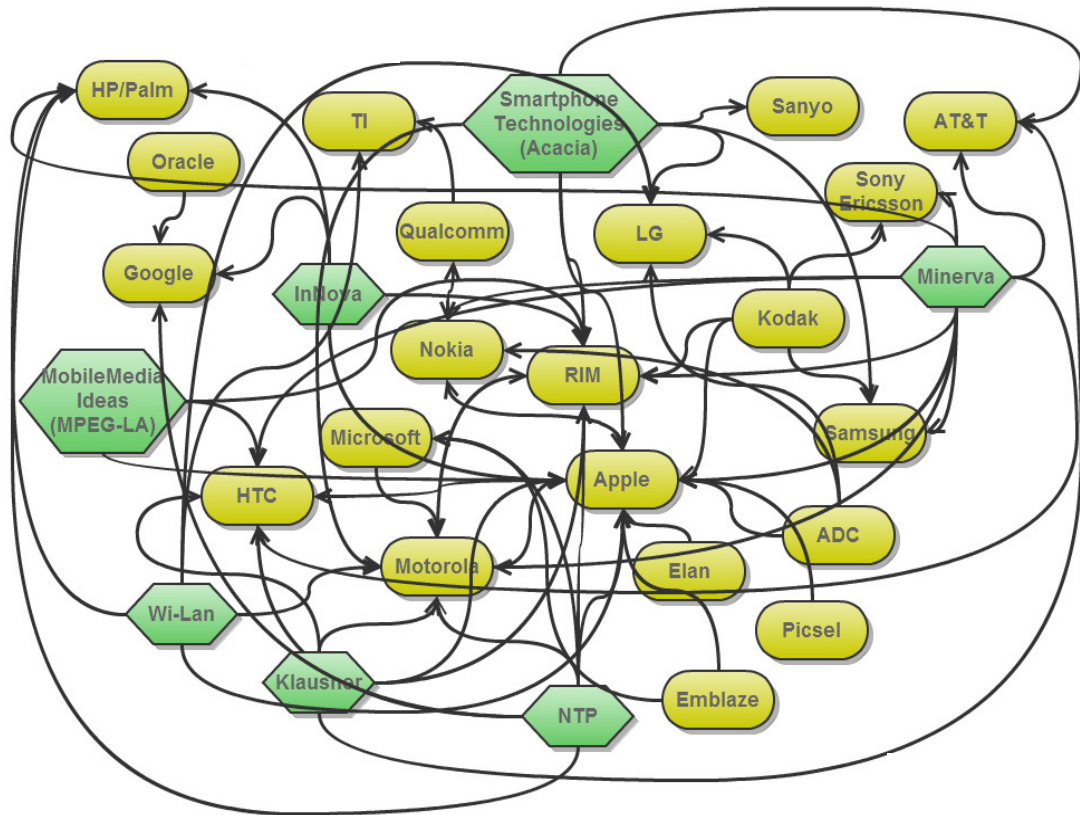 HP/Palm
Smartphone
Technologies
(Acacia)
Sanyo
AT&T
TI
Oracle
Sony
Ericsson
Qualcomm
LG
Google
InNova
Minerva
Nokia
Kodak
RIM
MobileMedia
Ideas
(MPEG-LA)
Microsoft
Samsung
HTC
Apple
ADC
Motorola
Elan
Wi-Lan
Picsel
Klausner
Emblaze
NTP